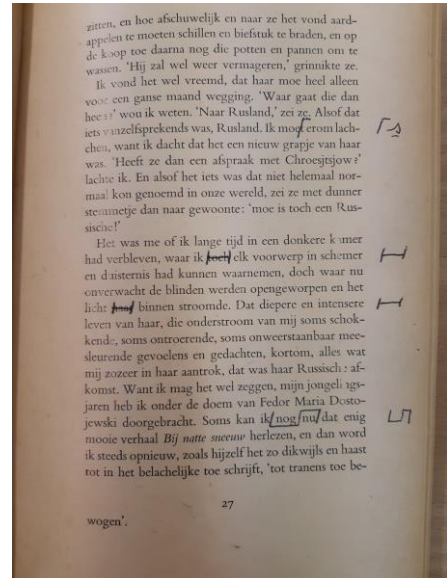 zitten, en hoe afschuwelijk en naar ze het vond aard-
appelen te moeten schillen en biefstuk te braden, en op
de koop toe daarna nog die potten en pannen om te
wassen. ‘Hij zal wel weer vermageren,’ grinnikte ze.
Ik vond het wel vreemd, dat haar moe heel alleen
voor een ganse maand wegging. ‘Waar gaat die dan
heen?’ wou ik weten. ‘Naar Rusland,’ zei ze. Alsof dat
iets vanzelfsprekends was, Rusland. Ik mog erom lach-
chen, want ik dacht dat het een nieuw grapje van haar
was. ‘Heeft ze dan een afspraak met Chroesjtsjow?’
lachte ik. En alsof het iets was dat niet helemaal nor-
maal kon genoemd in onze wereld, zei ze met dunner
stemmetje dan naar gewoonte: ‘moe is toch een Rus-
sische!’
Het was me of ik lange tijd in een donkere kamer
had verbleven, waar ik toch elk voorwerp in schemer
en duisternis had kunnen waarnemen, doch waar nu
onverwacht de blinden werden opengeworpen en het
licht binnen stroomde. Dat diepere en intensere
leven van haar, die onderstroom van mij soms schok-
kende, soms ontroerende, soms onweerstaanbaar mee-
slurende gevoelens en gedachten, kortom, alles wat
mij zozeer in haar aantrok, dat was haar Russische af-
komst. Want ik mag het wel zeggen, mijn jongelings-
jaren heb ik onder de doem van Fedor Maria Dosto-
jewski doorgebracht. Soms kan ik nog nu dat enig
mooie verhaal Bij natte sneeuw herlezen, en dan word
ik steeds opnieuw, zoals hijzelf het zo dikwijls en haast
tot in het belachelijke toe schrijft, ‘tot tranens toe be-
27
wogen’.